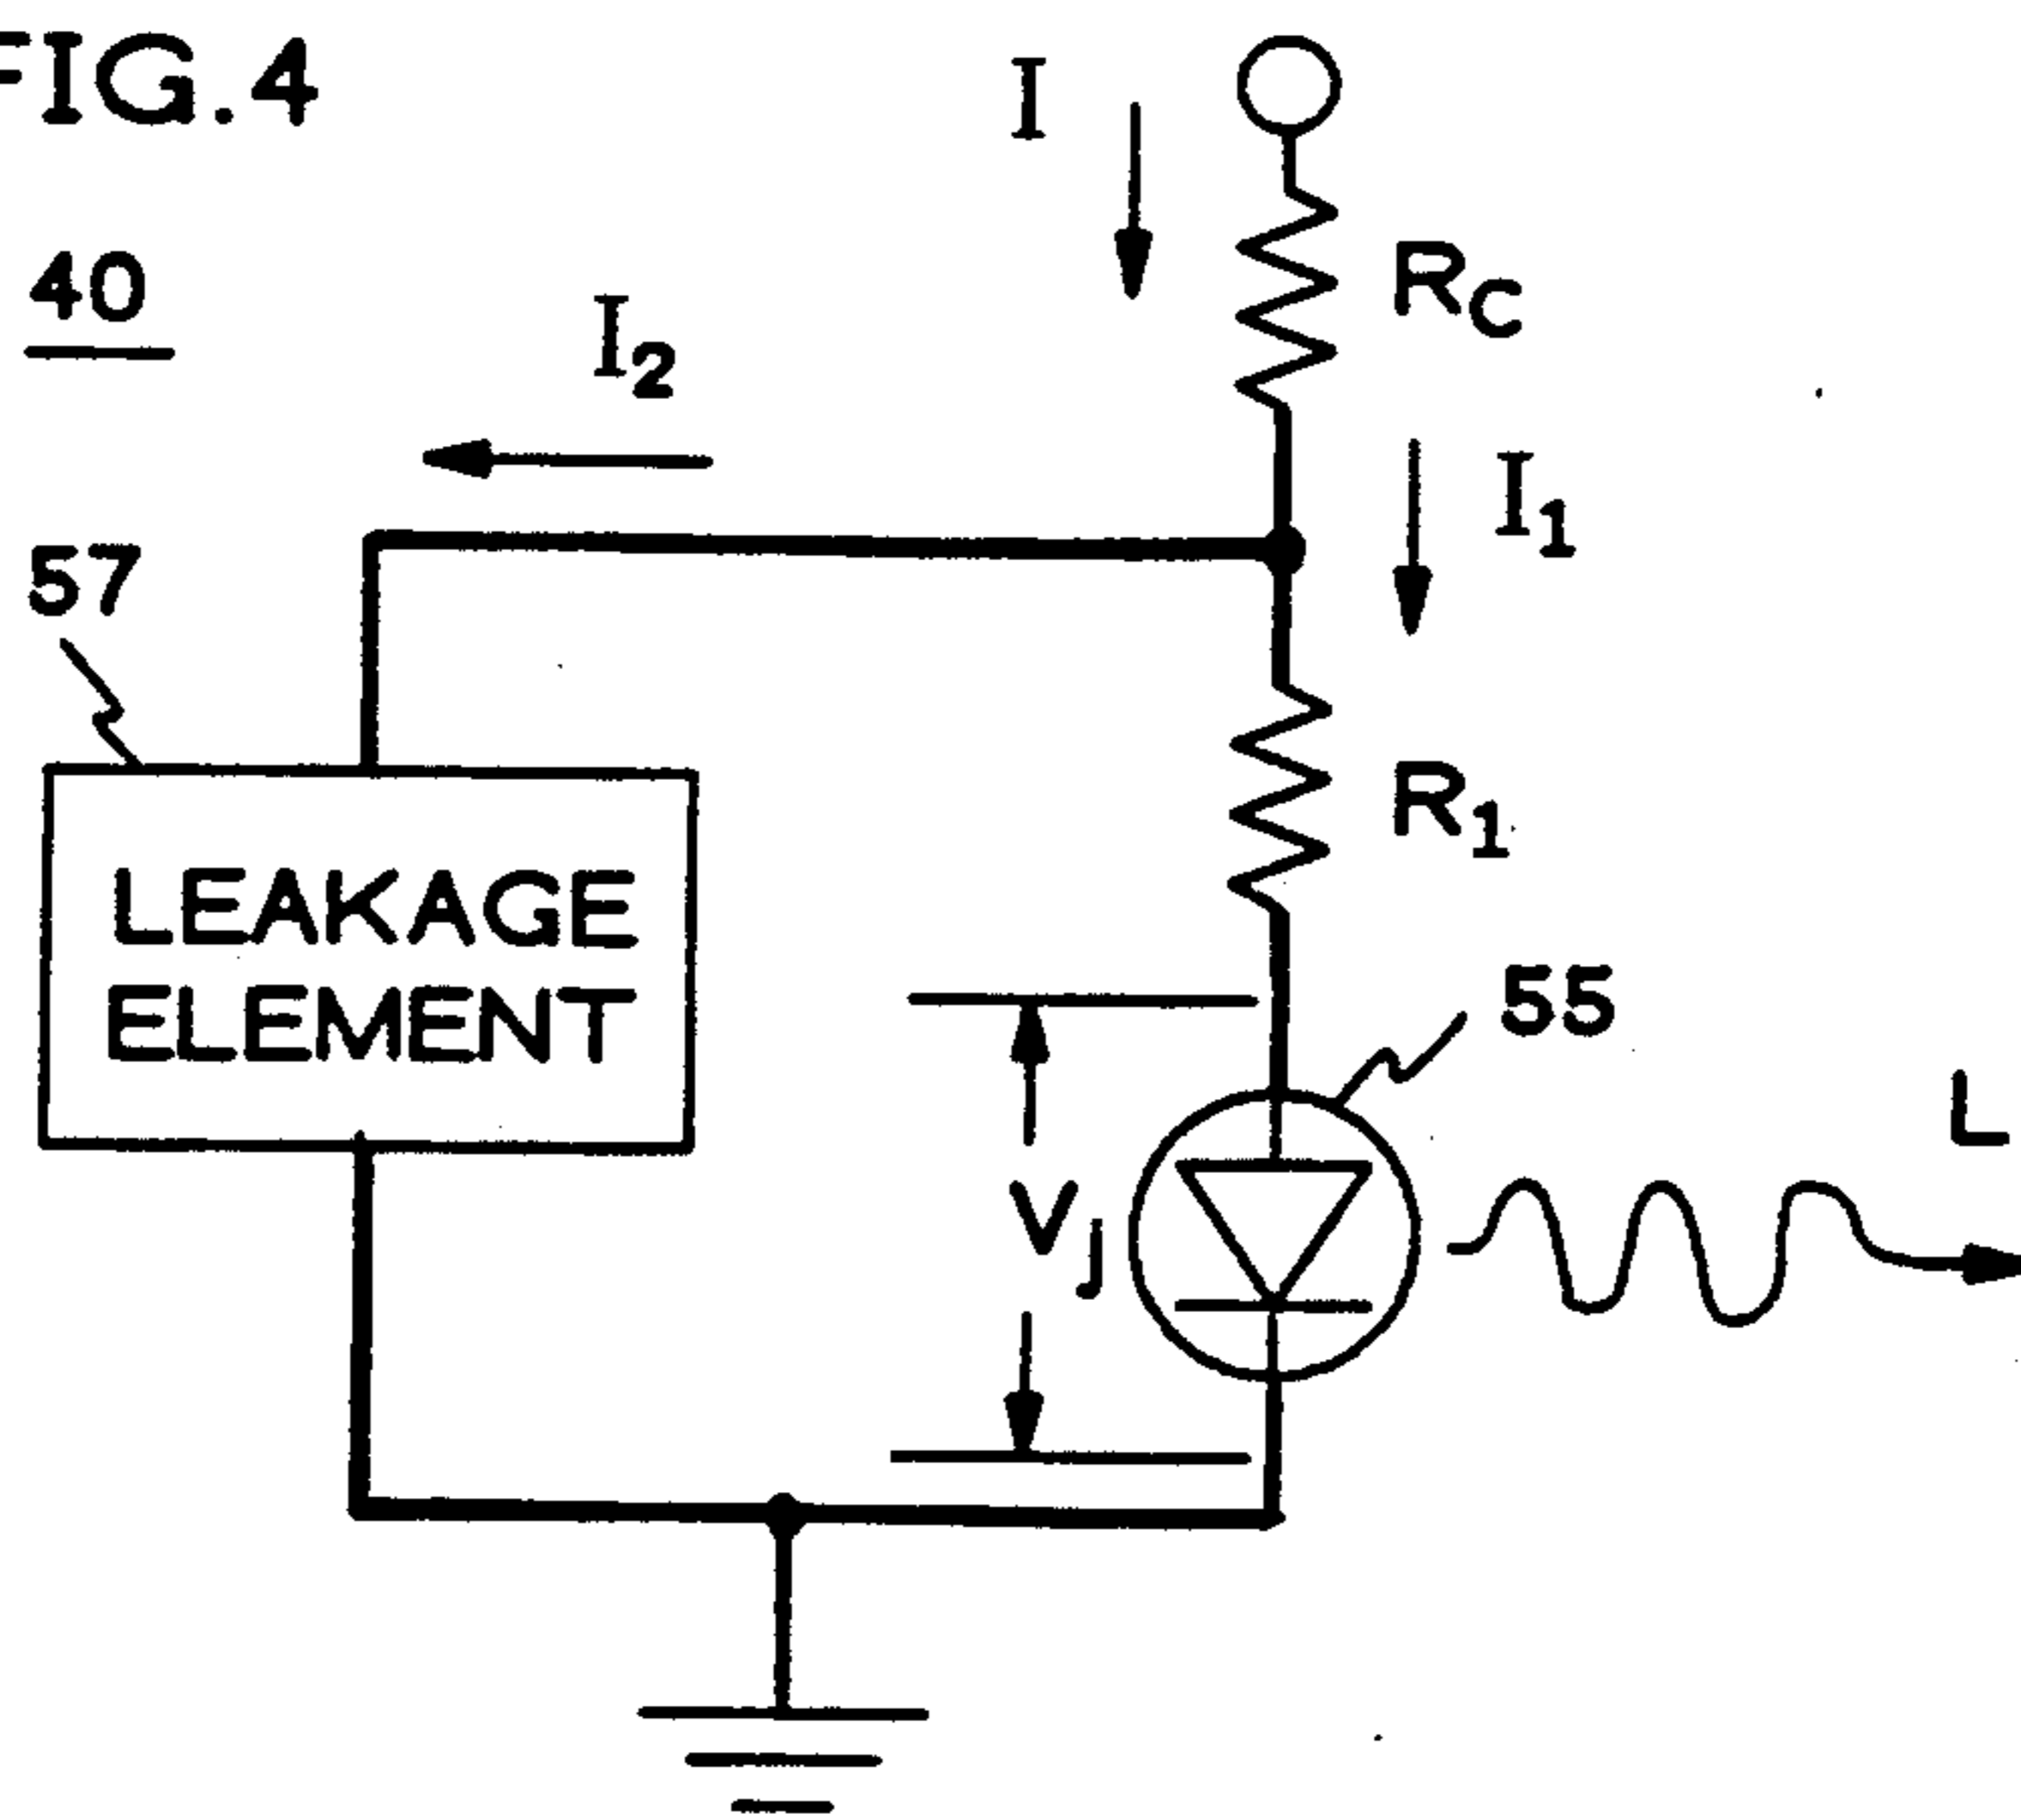 FIG.4
I
40
RC
I2
I1
57
R1
LEAKAGE
ELEMENT
55
L
Vj